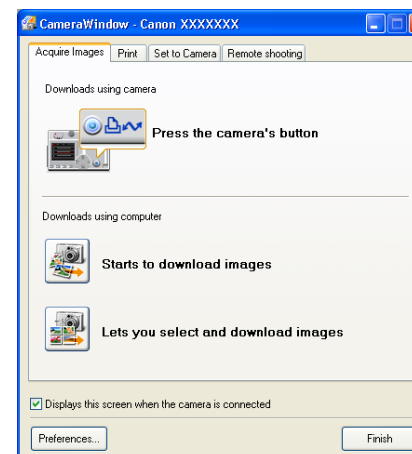 CameraWindow - Canon XXXXXXX
Acquire Images Print Set to Camera Remote shooting
Downloads using camera
Press the camera's button
Downloads using computer
Starts to download images
Lets you select and download images
Displays this screen when the camera is connected
Preferences... Finish